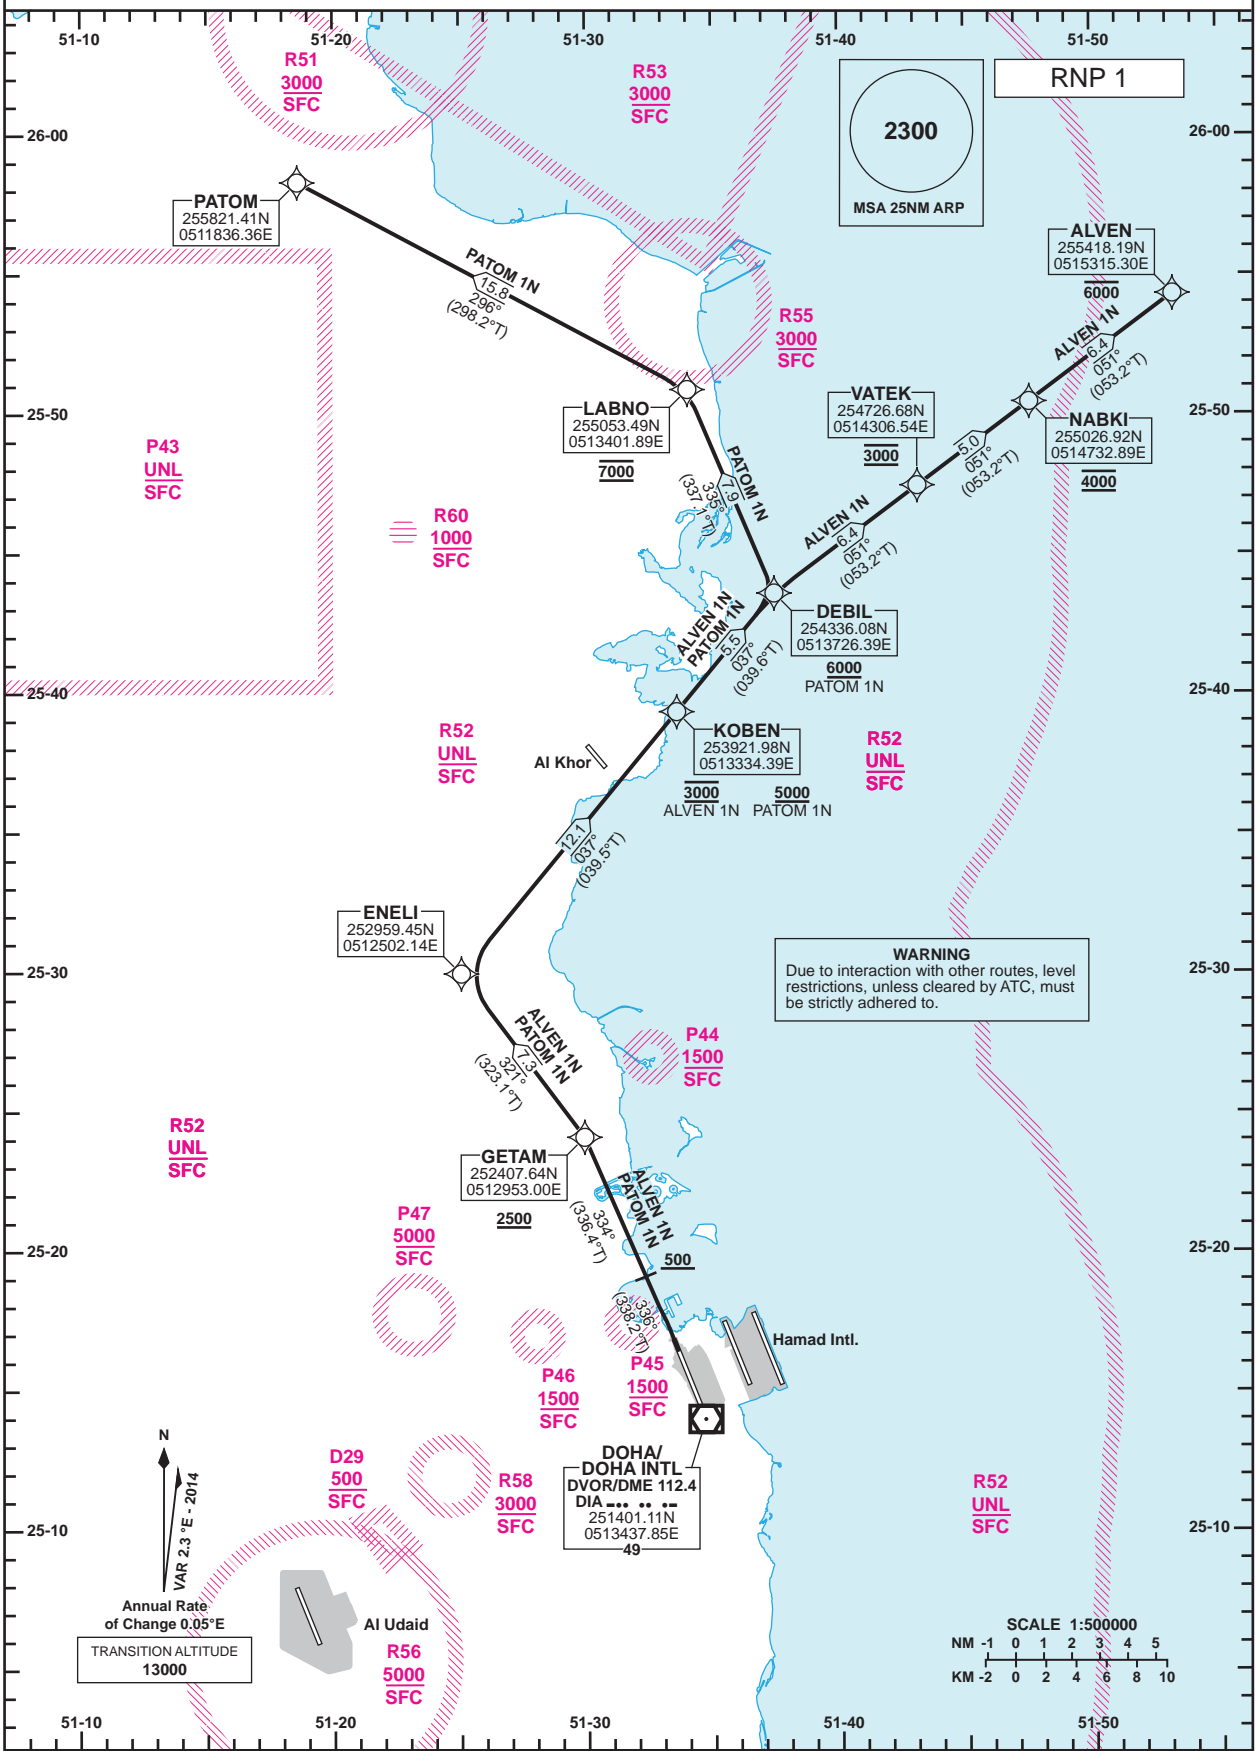 51-10
51-20
51-30
51-40
51-50
R51
3000
SFC
R53
3000
SFC
RNP 1
2300
MSA 25NM ARP
26-00
26-00
PATOM
255821.41N
0511836.36E
ALVEN
255418.19N
0515315.30E
6000
PATOM 1N
15.8
296°
(298.2°T)
R55
3000
SFC
ALVEN 1N
6.4
051°
(053.2°T)
VATEK
254726.68N
0514306.54E
3000
LABNO
255053.49N
0513401.89E
7000
NABKI
255026.92N
0514732.89E
4000
25-50
25-50
P43
UNL
SFC
5.0
051°
(053.2°T)
PATOM 1N
7.9
335°
(337.1°T)
R60
1000
SFC
ALVEN 1N
6.4
051°
(053.2°T)
DEBIL
254336.08N
0513726.39E
6000
PATOM 1N
ALVEN 1N
PATOM 1N
5.5
037°
(039.6°T)
25-40
25-40
KOBEN
253921.98N
0513334.39E
3000
ALVEN 1N
5000
PATOM 1N
R52
UNL
SFC
R52
UNL
SFC
Al Khor
12.1
037°
(039.5°T)
ENELI
252959.45N
0512502.14E
WARNING
Due to interaction with other routes, level
restrictions, unless cleared by ATC, must
be strictly adhered to.
25-30
25-30
ALVEN 1N
PATOM 1N
7.3
321°
(323.1°T)
P44
1500
SFC
R52
UNL
SFC
GETAM
252407.64N
0512953.00E
2500
ALVEN 1N
PATOM 1N
334°
(336.4°T)
P47
5000
SFC
25-20
25-20
500
336°
(338.2°T)
Hamad Intl.
P46
1500
SFC
P45
1500
SFC
DOHA/
DOHA INTL
DVOR/DME 112.4
DIA
251401.11N
0513437.85E
49
N
VAR 2.3 °E - 2014
Annual Rate
of Change 0.05°E
D29
500
SFC
R58
3000
SFC
R52
UNL
SFC
25-10
25-10
TRANSITION ALTITUDE
13000
Al Udaid
R56
5000
SFC
SCALE 1:500000
NM -1 0 1 2 3 4 5
KM -2 0 2 4 6 8 10
51-10
51-20
51-30
51-40
51-50